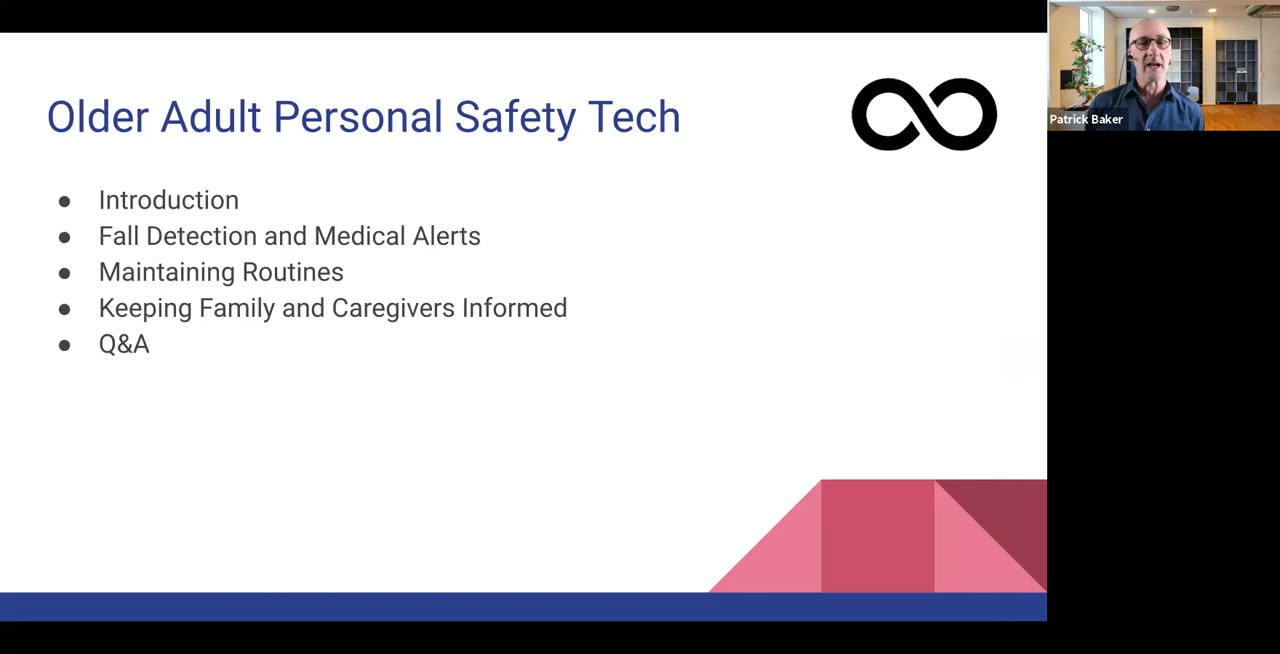 Older Adult Personal Safety Tech
● Introduction
● Fall Detection and Medical Alerts
● Maintaining Routines
● Keeping Family and Caregivers Informed
● Q&A
Patrick Baker